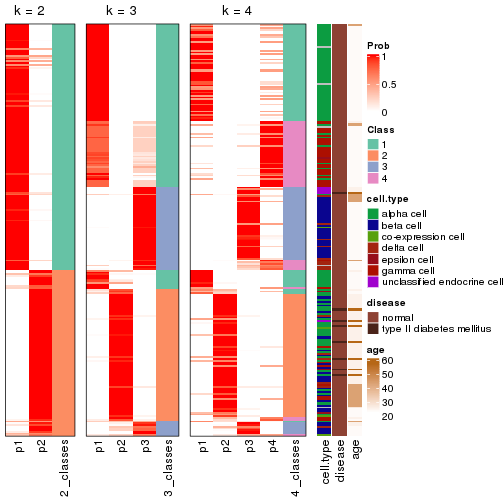 k = 2
k = 3
k = 4
p1
p2
2_classes
p1
p2
p3
3_classes
p1
p2
p3
p4
4_classes
cell.type
disease
age
Prob
1
0.5
0
Class
1
2
3
4
cell.type
alpha cell
beta cell
co-expression cell
delta cell
epsilon cell
gamma cell
unclassified endocrine cell
disease
normal
type II diabetes mellitus
age
60
50
40
30
20